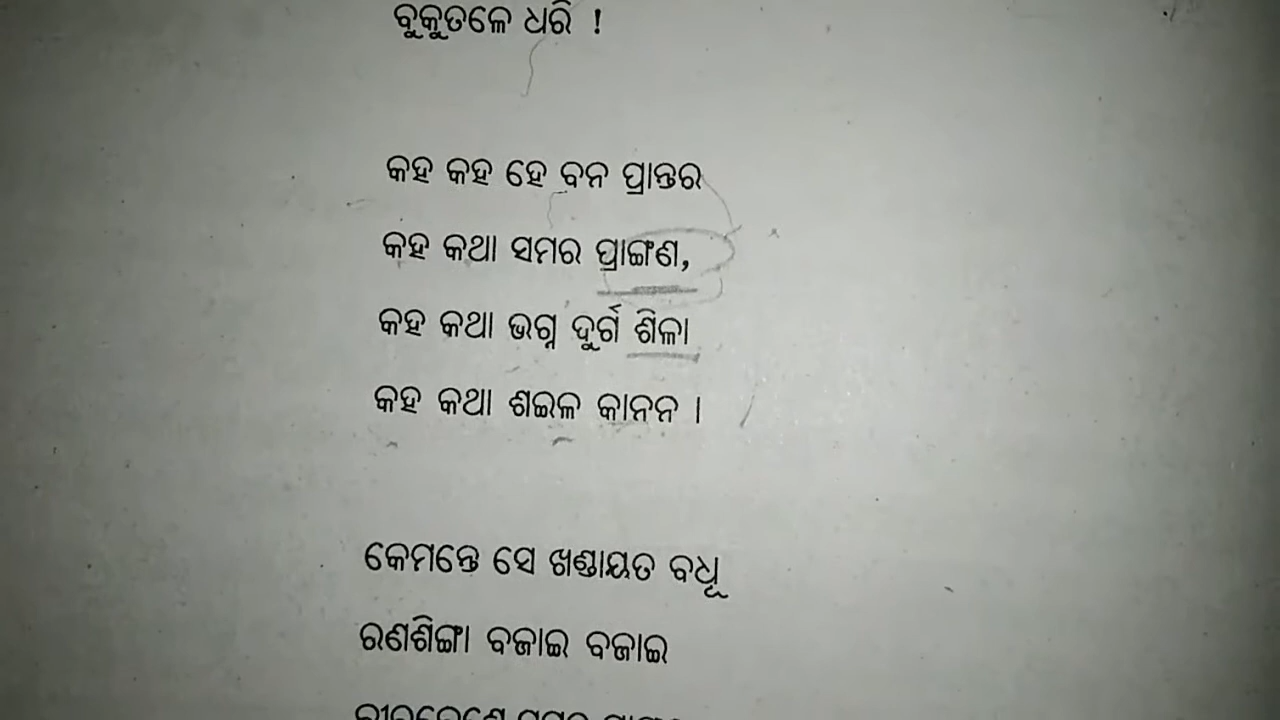 ବୁକୁତଳେ ଧରି !
କହ କହ ହେ ବନ ପ୍ରାନ୍ତର
କହ କଥା ସମର ପ୍ରାଙ୍ଗଣ,
କହ କଥା ଭଗ୍ନ ଦୁର୍ଗ ଶିଳା
କହ କଥା ଶଇଳ କାନନ ।
କେମନ୍ତେ ସେ ଖଣ୍ଡାୟତ ବଧୂ
ରଣଶିଙ୍ଗା ବଜାଇ ବଜାଇ